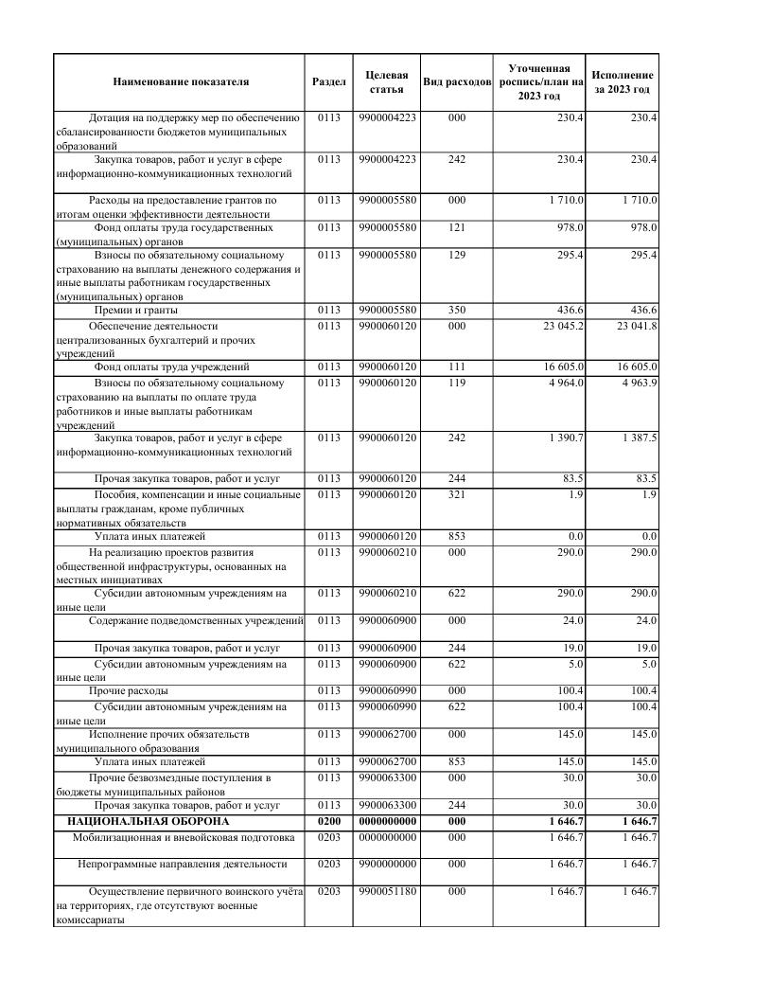 Наименование показателя Раздел Целевая статья Вид расходов Уточненная роспись/план на 2023 год Исполнение за 2023 год
Дотация на поддержку мер по обеспечению 0113 9900004223 000 230.4 230.4
сбалансированности бюджетов муниципальных
образований
Закупка товаров, работ и услуг в сфере 0113 9900004223 242 230.4 230.4
информационно-коммуникационных технологий
Расходы на предоставление грантов по 0113 9900005580 000 1 710.0 1 710.0
итогам оценки эффективности деятельности
Фонд оплаты труда государственных 0113 9900005580 121 978.0 978.0
(муниципальных) органов
Взносы по обязательному социальному 0113 9900005580 129 295.4 295.4
страхованию на выплаты денежного содержания и
иные выплаты работникам государственных
(муниципальных) органов
Премии и гранты 0113 9900005580 350 436.6 436.6
Обеспечение деятельности 0113 9900060120 000 23 045.2 23 041.8
централизованных бухгалтерий и прочих
учреждений
Фонд оплаты труда учреждений 0113 9900060120 111 16 605.0 16 605.0
Взносы по обязательному социальному 0113 9900060120 119 4 964.0 4 963.9
страхованию на выплаты по оплате труда
работников и иные выплаты работникам
учреждений
Закупка товаров, работ и услуг в сфере 0113 9900060120 242 1 390.7 1 387.5
информационно-коммуникационных технологий
Прочая закупка товаров, работ и услуг 0113 9900060120 244 83.5 83.5
Пособия, компенсации и иные социальные 0113 9900060120 321 1.9 1.9
выплаты гражданам, кроме публичных
нормативных обязательств
Уплата иных платежей 0113 9900060120 853 0.0 0.0
На реализацию проектов развития 0113 9900060210 000 290.0 290.0
общественной инфраструктуры, основанных на
местных инициативах
Субсидии автономным учреждениям на 0113 9900060210 622 290.0 290.0
иные цели
Содержание подведомственных учреждений 0113 9900060900 000 24.0 24.0
Прочая закупка товаров, работ и услуг 0113 9900060900 244 19.0 19.0
Субсидии автономным учреждениям на 0113 9900060900 622 5.0 5.0
иные цели
Прочие расходы 0113 9900060990 000 100.4 100.4
Субсидии автономным учреждениям на 0113 9900060990 622 100.4 100.4
иные цели
Исполнение прочих обязательств 0113 9900062700 000 145.0 145.0
муниципального образования
Уплата иных платежей 0113 9900062700 853 145.0 145.0
Прочие безвозмездные поступления в 0113 9900063300 000 30.0 30.0
бюджеты муниципальных районов
Прочая закупка товаров, работ и услуг 0113 9900063300 244 30.0 30.0
НАЦИОНАЛЬНАЯ ОБОРОНА 0200 0000000000 000 1 646.7 1 646.7
Мобилизационная и вневойсковая подготовка 0203 0000000000 000 1 646.7 1 646.7
Непрограммные направления деятельности 0203 9900000000 000 1 646.7 1 646.7
Осуществление первичного воинского учёта 0203 9900051180 000 1 646.7 1 646.7
на территориях, где отсутствуют военные
комиссариаты